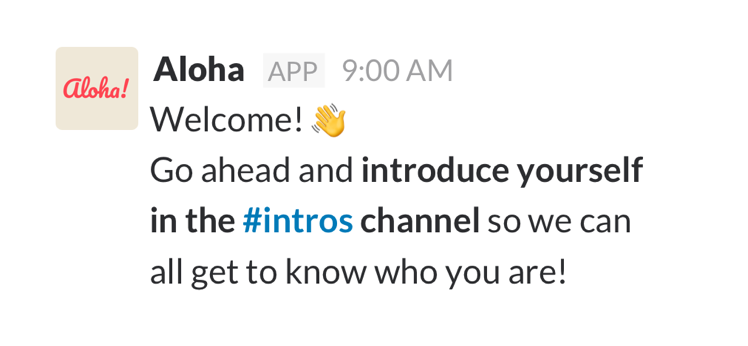 Aloha!
Aloha APP 9:00 AM
Welcome! 👋
Go ahead and introduce yourself
in the #intros channel so we can
all get to know who you are!